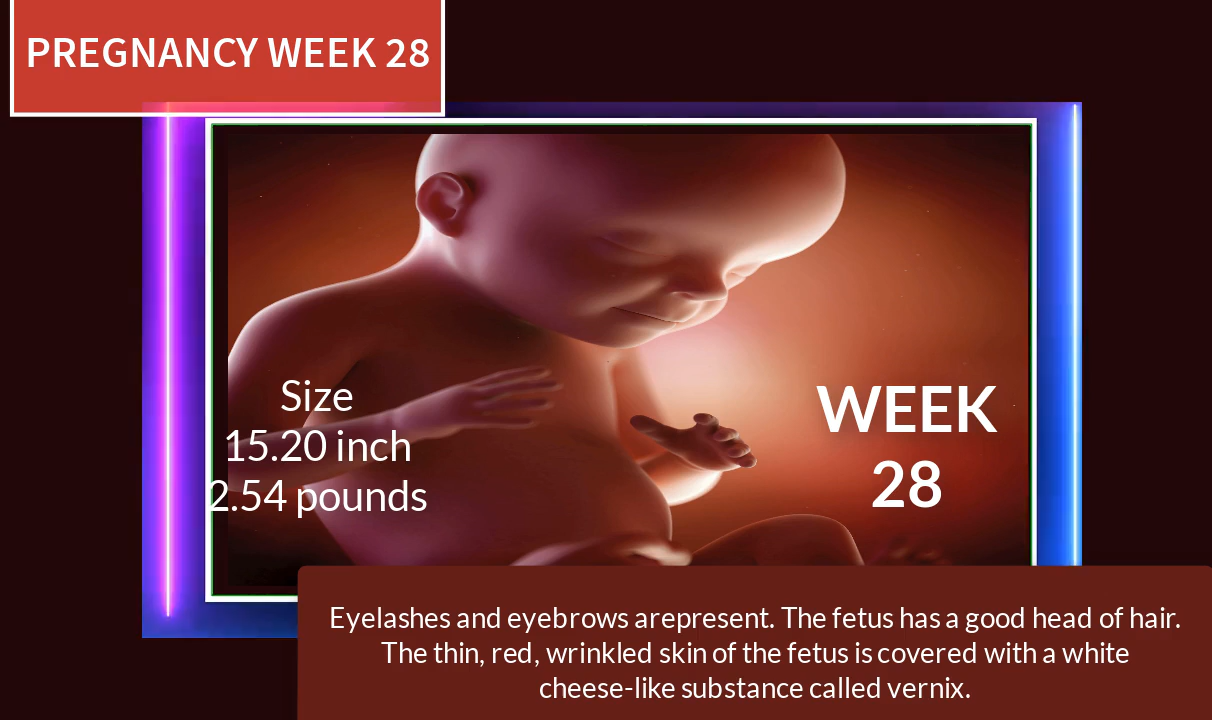 PREGNANCY WEEK 28
Size
15.20 inch
2.54 pounds
WEEK
28
Eyelashes and eyebrows arepresent. The fetus has a good head of hair.
The thin, red, wrinkled skin of the fetus is covered with a white
cheese-like substance called vernix.